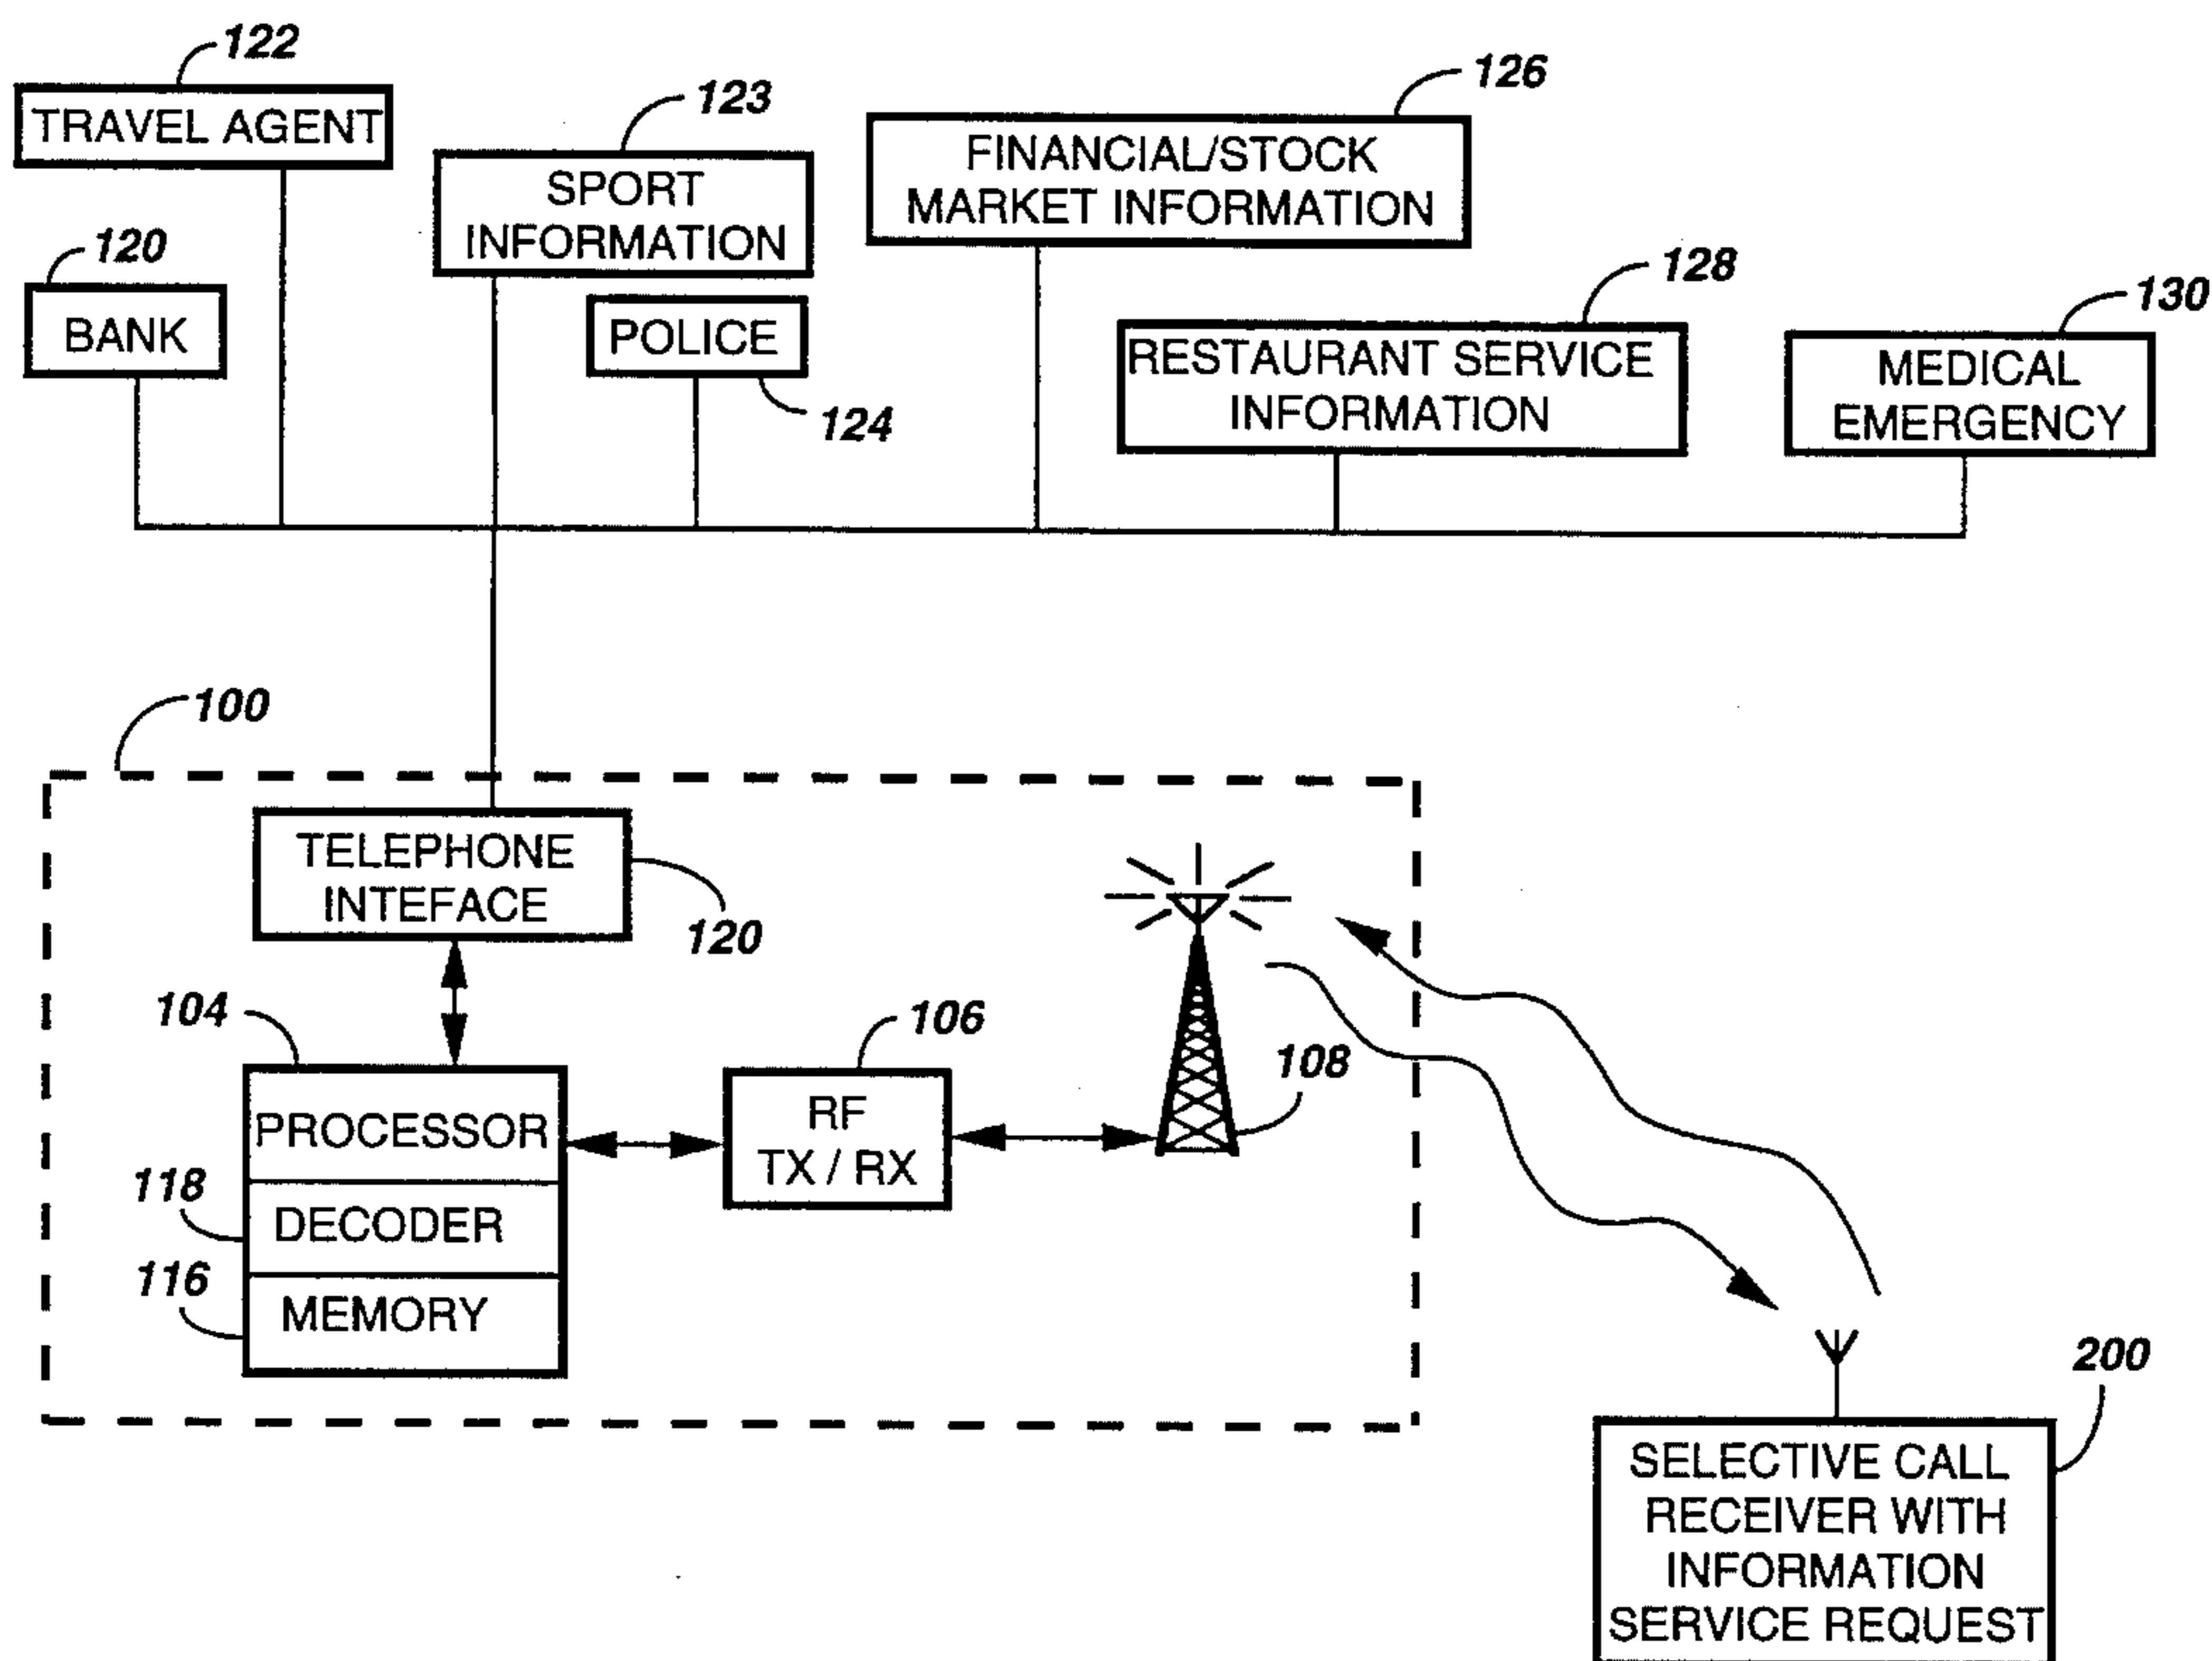 122
TRAVEL AGENT
123
SPORT
INFORMATION
126
FINANCIAL/STOCK
MARKET INFORMATION
120
BANK
POLICE
124
128
RESTAURANT SERVICE
INFORMATION
130
MEDICAL
EMERGENCY
100
TELEPHONE
INTEFACE
120
104
PROCESSOR
118
DECODER
116
MEMORY
106
RF
TX / RX
108
200
SELECTIVE CALL
RECEIVER WITH
INFORMATION
SERVICE REQUEST